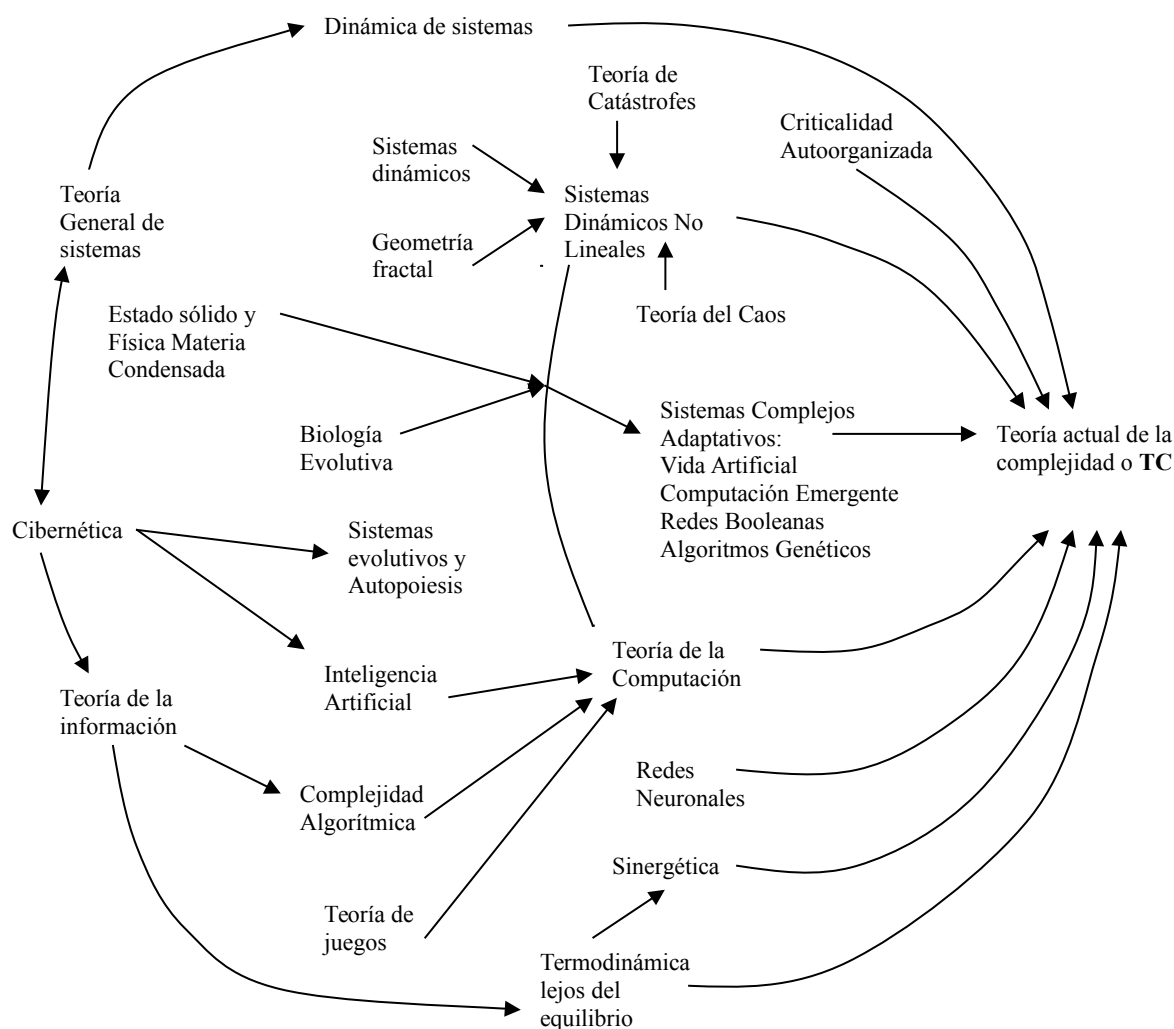 Dinámica de sistemas
Teoría de
Catástrofes
Criticalidad
Autoorganizada
Sistemas
dinámicos
Teoría
General de
sistemas
Sistemas
Dinámicos No
Lineales
Geometría
fractal
Estado sólido y
Física Materia
Condensada
Teoría del Caos
Biología
Evolutiva
Sistemas Complejos
Adaptativos:
Vida Artificial
Computación Emergente
Redes Booleanas
Algoritmos Genéticos
Teoría actual de la
complejidad o TC
Cibernética
Sistemas
evolutivos y
Autopoiesis
Teoría de la
Computación
Inteligencia
Artificial
Teoría de la
información
Redes
Neuronales
Complejidad
Algorítmica
Sinergética
Teoría de
juegos
Termodinámica
lejos del
equilibrio